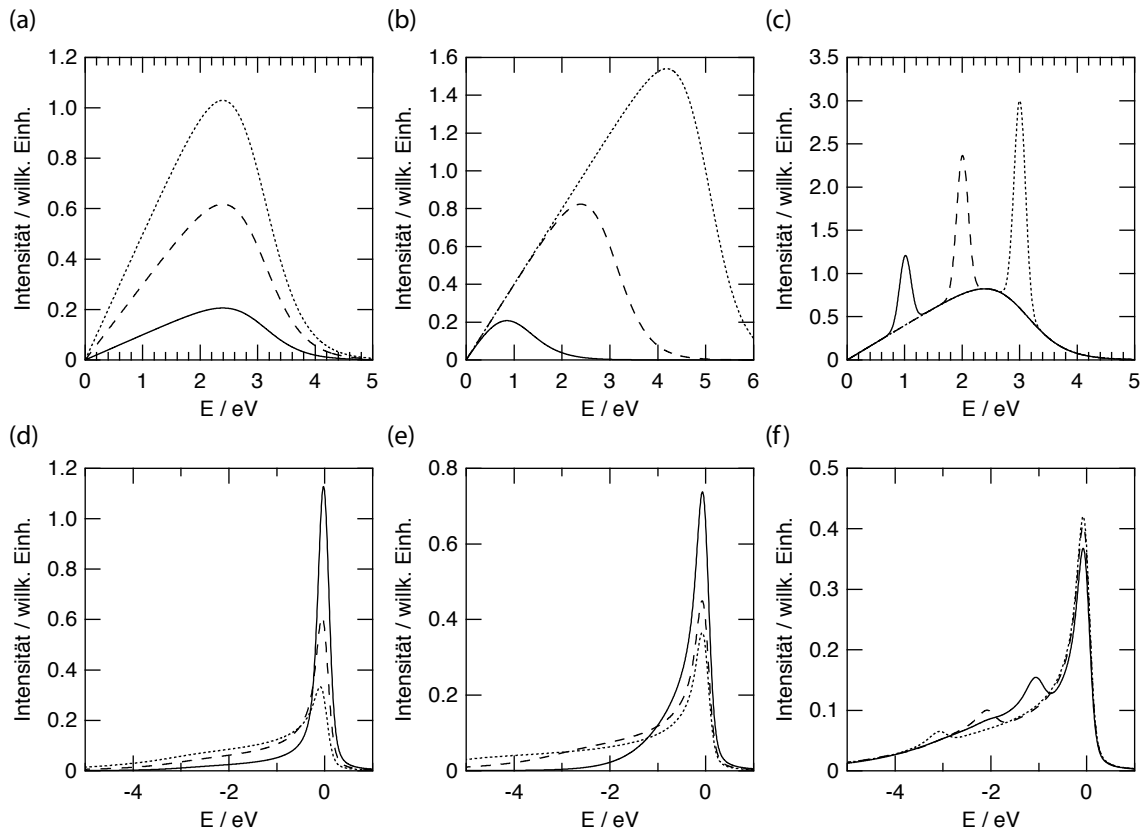 (a)
1.2
1.0
0.8
0.6
0.4
0.2
0
0 1 2 3 4 5
E / eV
Intensität / willk. Einh.
(b)
1.6
1.4
1.2
1.0
0.8
0.6
0.4
0.2
0
0 1 2 3 4 5 6
E / eV
Intensität / willk. Einh.
(c)
3.5
3.0
2.5
2.0
1.5
1.0
0.5
0
0 1 2 3 4 5
E / eV
Intensität / willk. Einh.
(d)
1.2
1.0
0.8
0.6
0.4
0.2
0
-4 -2 0
E / eV
Intensität / willk. Einh.
(e)
0.8
0.6
0.4
0.2
0
-4 -2 0
E / eV
Intensität / willk. Einh.
(f)
0.5
0.4
0.3
0.2
0.1
0
-4 -2 0
E / eV
Intensität / willk. Einh.